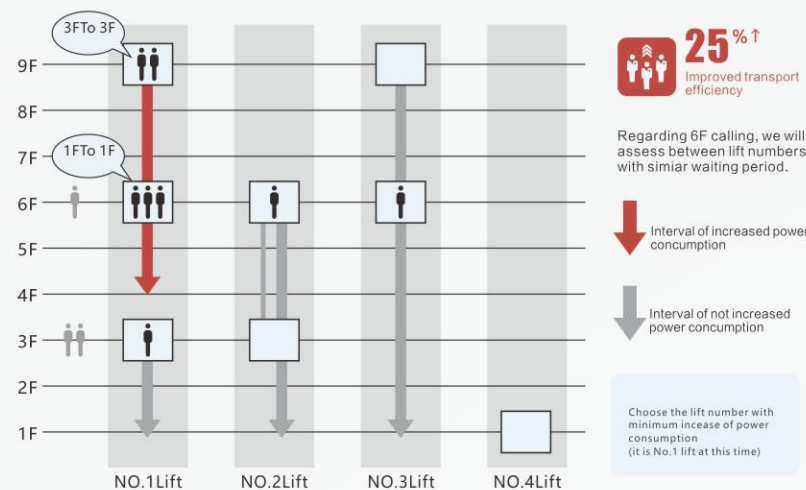 3FTo 3F
9F
8F
7F
1FTo 1F
6F
5F
4F
3F
2F
1F
NO.1Lift
NO.2Lift
NO.3Lift
NO.4Lift
25%↑
Improved transport
efficiency
Regarding 6F calling, we will
assess between lift numbers
with simiar waiting period.
Interval of increased power
concumption
Interval of not increased
power concumption
Choose the lift number with
minimum incease of power
consumption
(it is No.1 lift at this time)